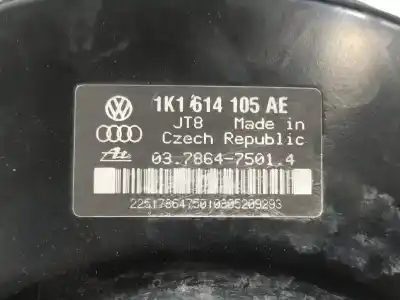 1K1 614 105 AE
JT8 Made in
Czech Republic
03.7864-7501.4
2251786475010305209293